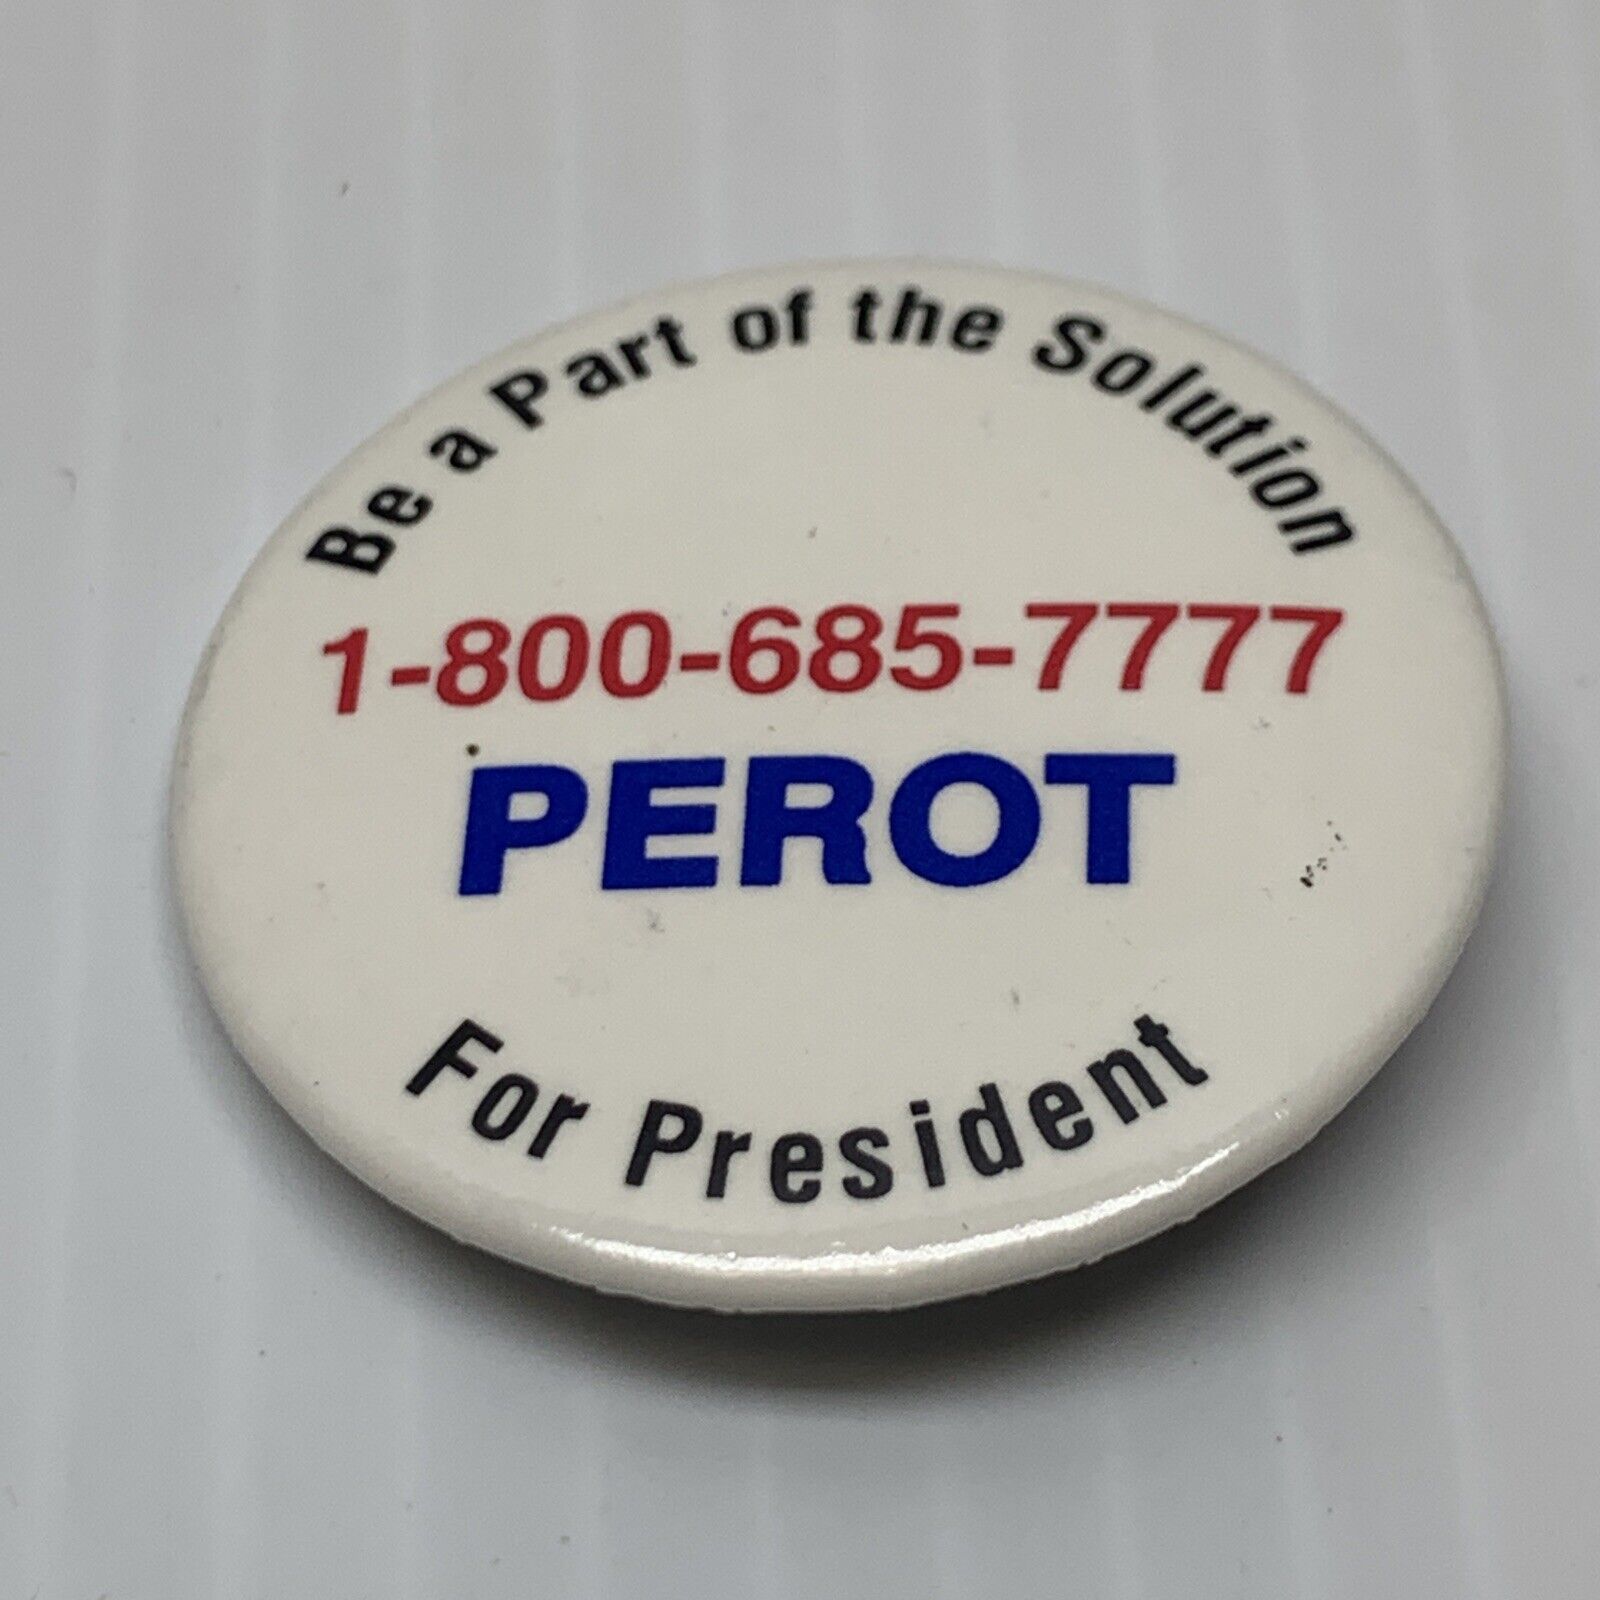 Be a Part of the Solution
1-800-685-7777
PEROT
For President